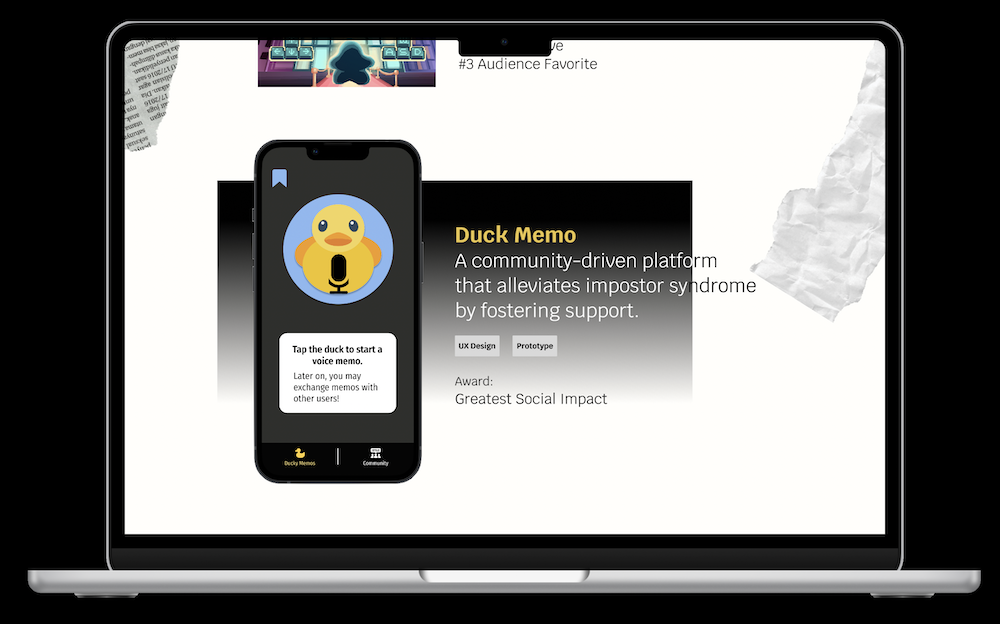 #3 Audience Favorite
Duck Memo
A community-driven platform
that alleviates impostor syndrome
by fostering support.
UX Design
Prototype
Award:
Greatest Social Impact
Tap the duck to start a
voice memo.
Later on, you may
exchange memos with
other users!
Ducky Memos
Community